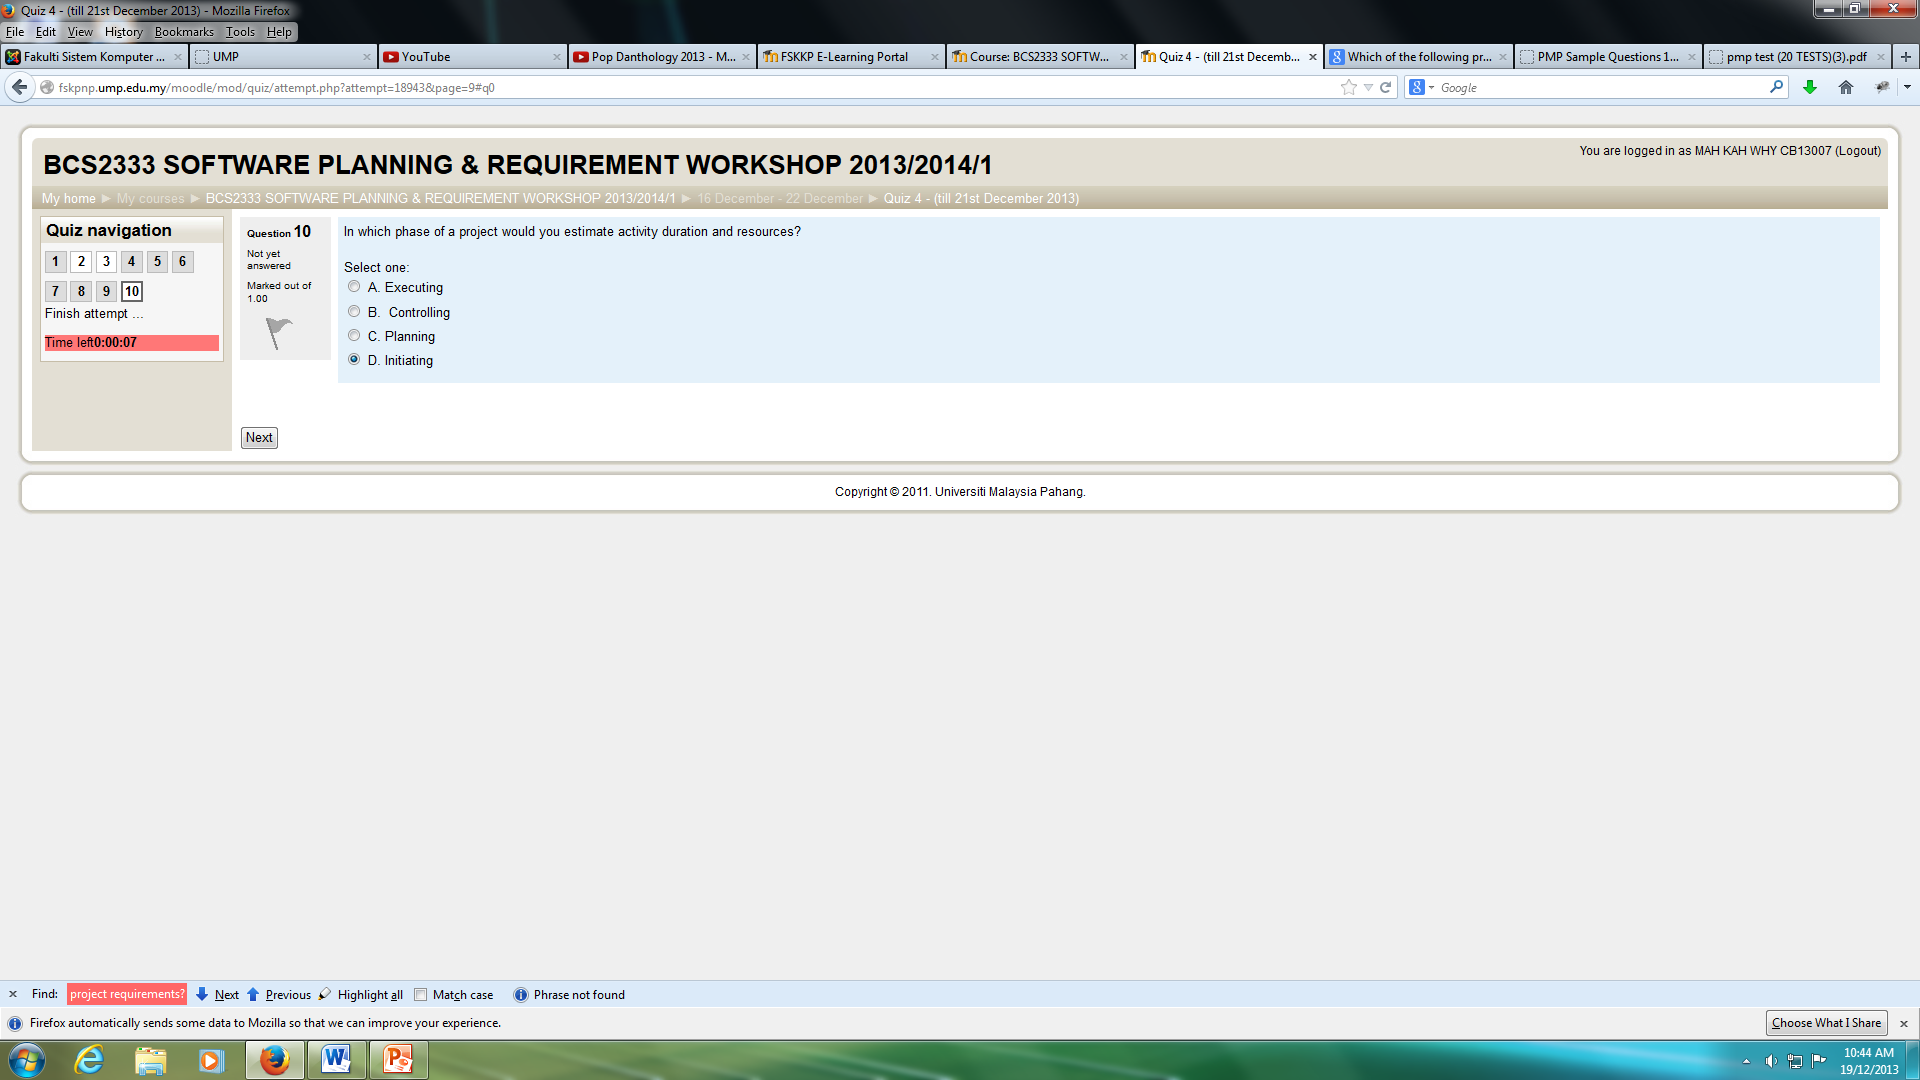 Quiz 4 - (till 21st December 2013) - Mozilla Firefox
File Edit View History Bookmarks Tools Help
Fakulti Sistem Komputer ... UMP YouTube Pop Danthology 2013 - M... FSKKP E-Learning Portal Course: BCS2333 SOFTW... Quiz 4 - (till 21st Decemb... Which of the following pr... PMP Sample Questions 1... pmp test (20 TESTS)(3).pdf
fskpnp.ump.edu.my/moodle/mod/quiz/attempt.php?attempt=18943&page=9#q0 Google
BCS2333 SOFTWARE PLANNING & REQUIREMENT WORKSHOP 2013/2014/1
You are logged in as MAH KAH WHY CB13007 (Logout)
My home ► My courses ► BCS2333 SOFTWARE PLANNING & REQUIREMENT WORKSHOP 2013/2014/1 ► 16 December - 22 December ► Quiz 4 - (till 21st December 2013)
Quiz navigation
1 2 3 4 5 6
7 8 9 10
Finish attempt ...
Time left0:00:07
Question 10
Not yet
answered
Marked out of
1.00
In which phase of a project would you estimate activity duration and resources?
Select one:
A. Executing
B. Controlling
C. Planning
D. Initiating
Next
Copyright © 2011. Universiti Malaysia Pahang.
Find: project requirements? Next Previous Highlight all Match case Phrase not found
Firefox automatically sends some data to Mozilla so that we can improve your experience. Choose What I Share
10:44 AM
19/12/2013